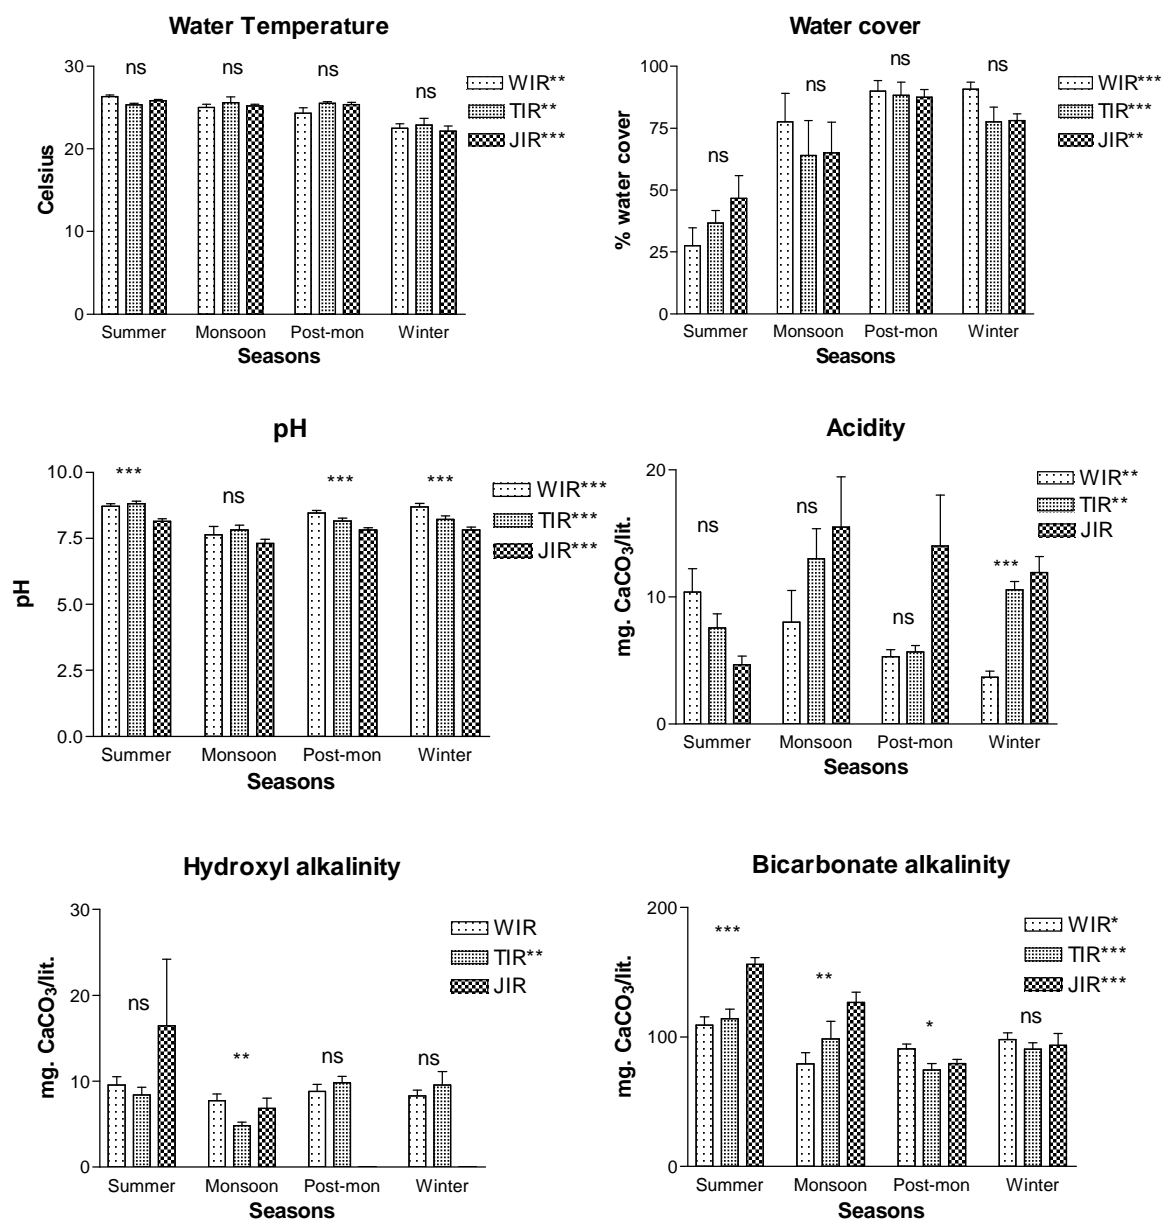 Water Temperature
30
20
10
0
Celsius
ns
ns
ns
ns
WIR**
TIR**
JIR***
Summer Monsoon Post-mon Winter
Seasons
Water cover
100
75
50
25
0
% water cover
ns
ns
ns
ns
WIR***
TIR***
JIR**
Summer Monsoon Post-mon Winter
Seasons
pH
10.0
7.5
5.0
2.5
0.0
pH
***
ns
***
***
WIR***
TIR***
JIR***
Summer Monsoon Post-mon Winter
Seasons
Acidity
20
10
0
mg. CaCO3/lit.
ns
ns
ns
***
WIR**
TIR**
JIR
Summer Monsoon Post-mon Winter
Seasons
Hydroxyl alkalinity
30
20
10
0
mg. CaCO3/lit.
ns
**
ns
ns
WIR
TIR**
JIR
Summer Monsoon Post-mon Winter
Seasons
Bicarbonate alkalinity
200
100
0
mg. CaCO3/lit.
***
**
*
ns
WIR*
TIR***
JIR***
Summer Monsoon Post-mon Winter
Seasons